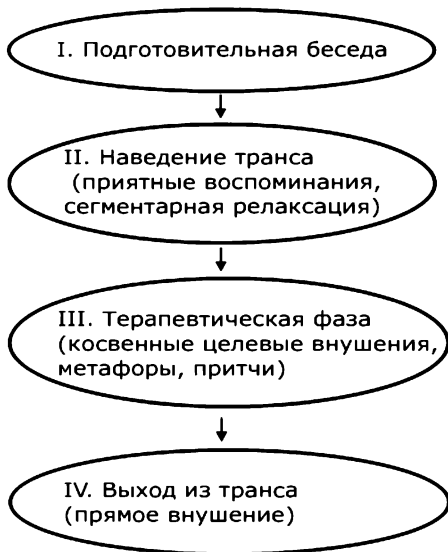 I. Подготовительная беседа
II. Наведение транса
(приятные воспоминания,
сегментарная релаксация)
III. Терапевтическая фаза
(косвенные целевые внушения,
метафоры, притчи)
IV. Выход из транса
(прямое внушение)